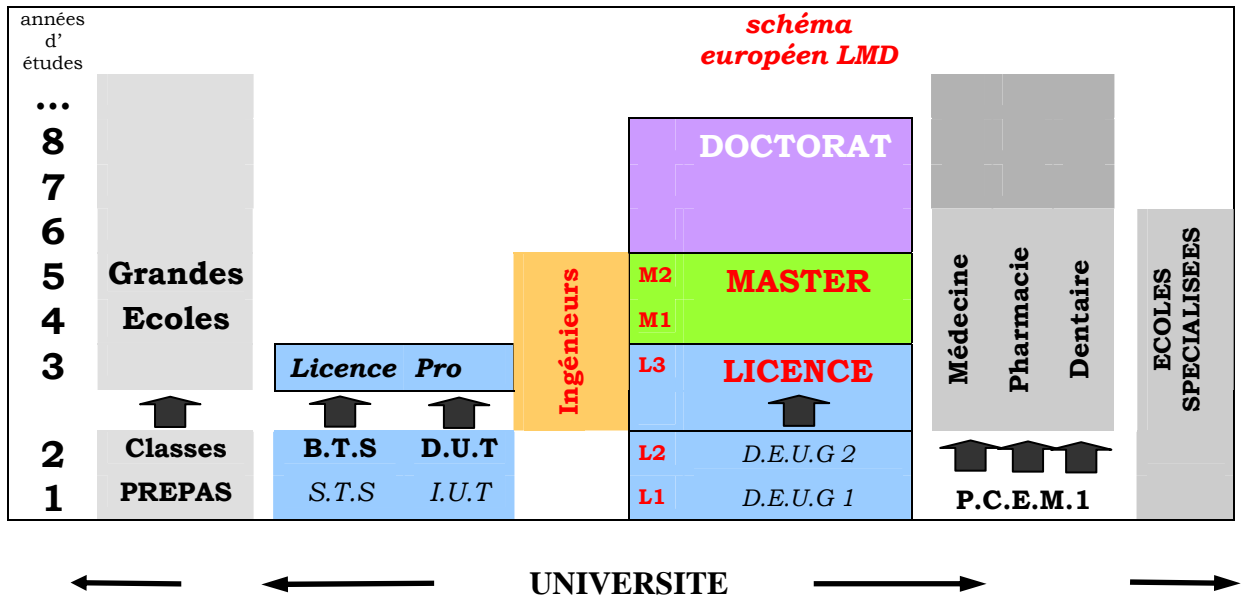 années
d'
études
schéma
européen LMD
...
8
DOCTORAT
7
6
5
Grandes
M2
MASTER
4
Ecoles
M1
3
Licence Pro
Ingénieurs
L3
LICENCE
Médecine
Pharmacie
Dentaire
ECOLES
SPECIALISEES
2
Classes
B.T.S
D.U.T
L2
D.E.U.G 2
1
PREPAS
S.T.S
I.U.T
L1
D.E.U.G 1
P.C.E.M.1
UNIVERSITE